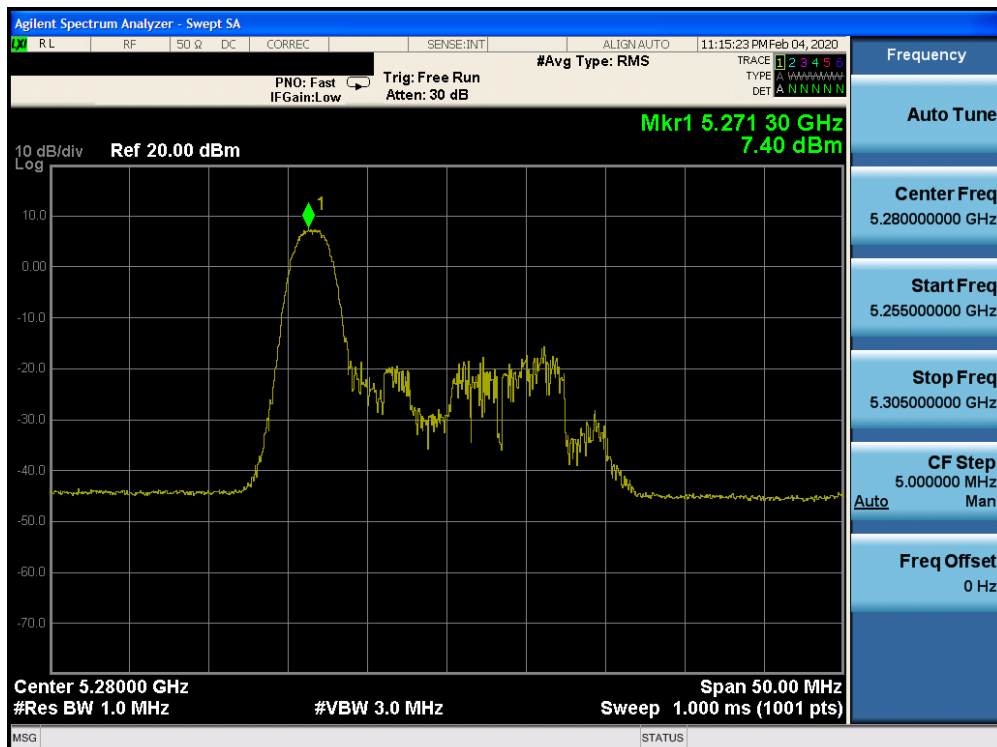 Agilent Spectrum Analyzer - Swept SA
LXI RL RF 50 Ω DC CORREC SENSE:INT ALIGN AUTO 11:15:23 PM Feb 04, 2020
#Avg Type: RMS
TRACE 1 2 3 4 5 6
PNO: Fast Trig: Free Run TYPE A WWWWW
IFGain:Low Atten: 30 dB DET A N N N N N
Frequency
Mkr1 5.271 30 GHz
7.40 dBm
10 dB/div Ref 20.00 dBm
Log
1
10.0
0.00
-10.0
-20.0
-30.0
-40.0
-50.0
-60.0
-70.0
Center 5.28000 GHz Span 50.00 MHz
#Res BW 1.0 MHz #VBW 3.0 MHz Sweep 1.000 ms (1001 pts)
MSG STATUS
Auto Tune
Center Freq
5.280000000 GHz
Start Freq
5.255000000 GHz
Stop Freq
5.305000000 GHz
CF Step
5.000000 MHz
Auto Man
Freq Offset
0 Hz